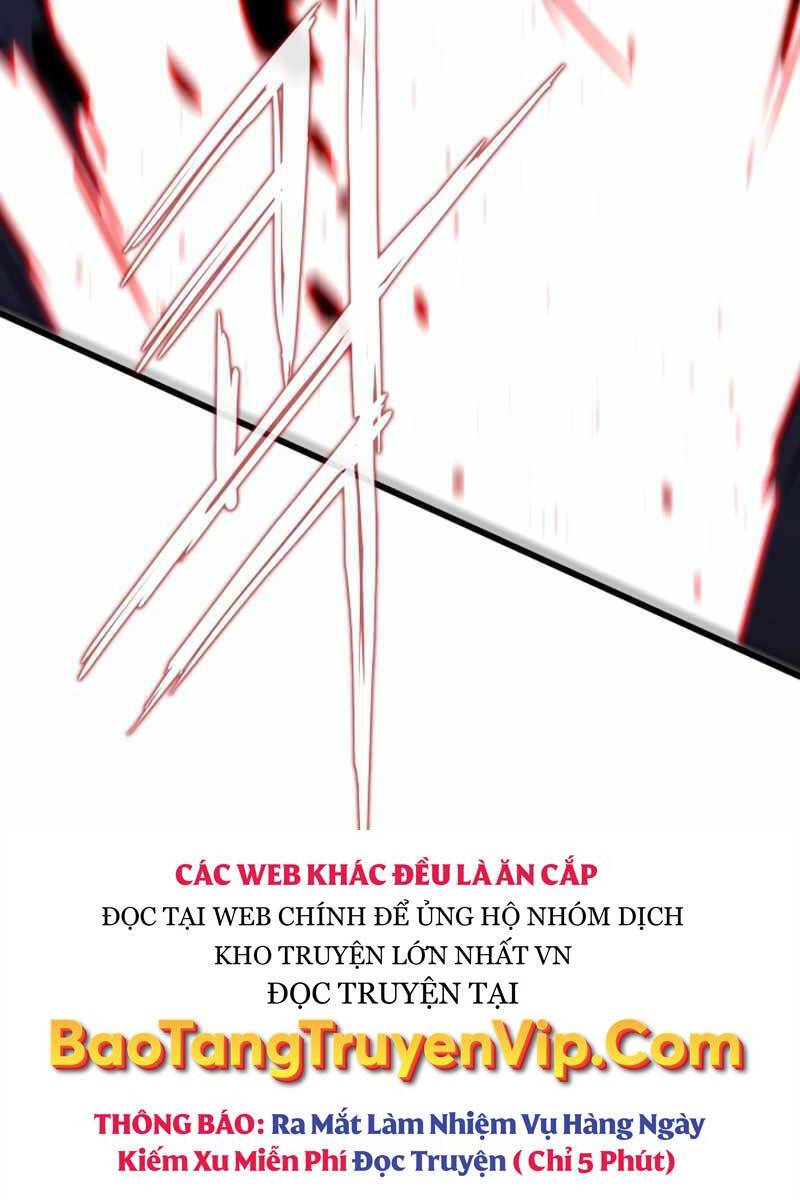 CÁC WEB KHÁC ĐỀU LÀ ĂN CẮP
ĐỌC TẠI WEB CHÍNH ĐỂ ỦNG HỘ NHÓM DỊCH
KHO TRUYỆN LỚN NHẤT VN
ĐỌC TRUYỆN TẠI
BaoTangTruyenVip.Com
THÔNG BÁO: Ra Mắt Làm Nhiệm Vụ Hàng Ngày
Kiếm Xu Miễn Phí Đọc Truyện ( Chỉ 5 Phút)